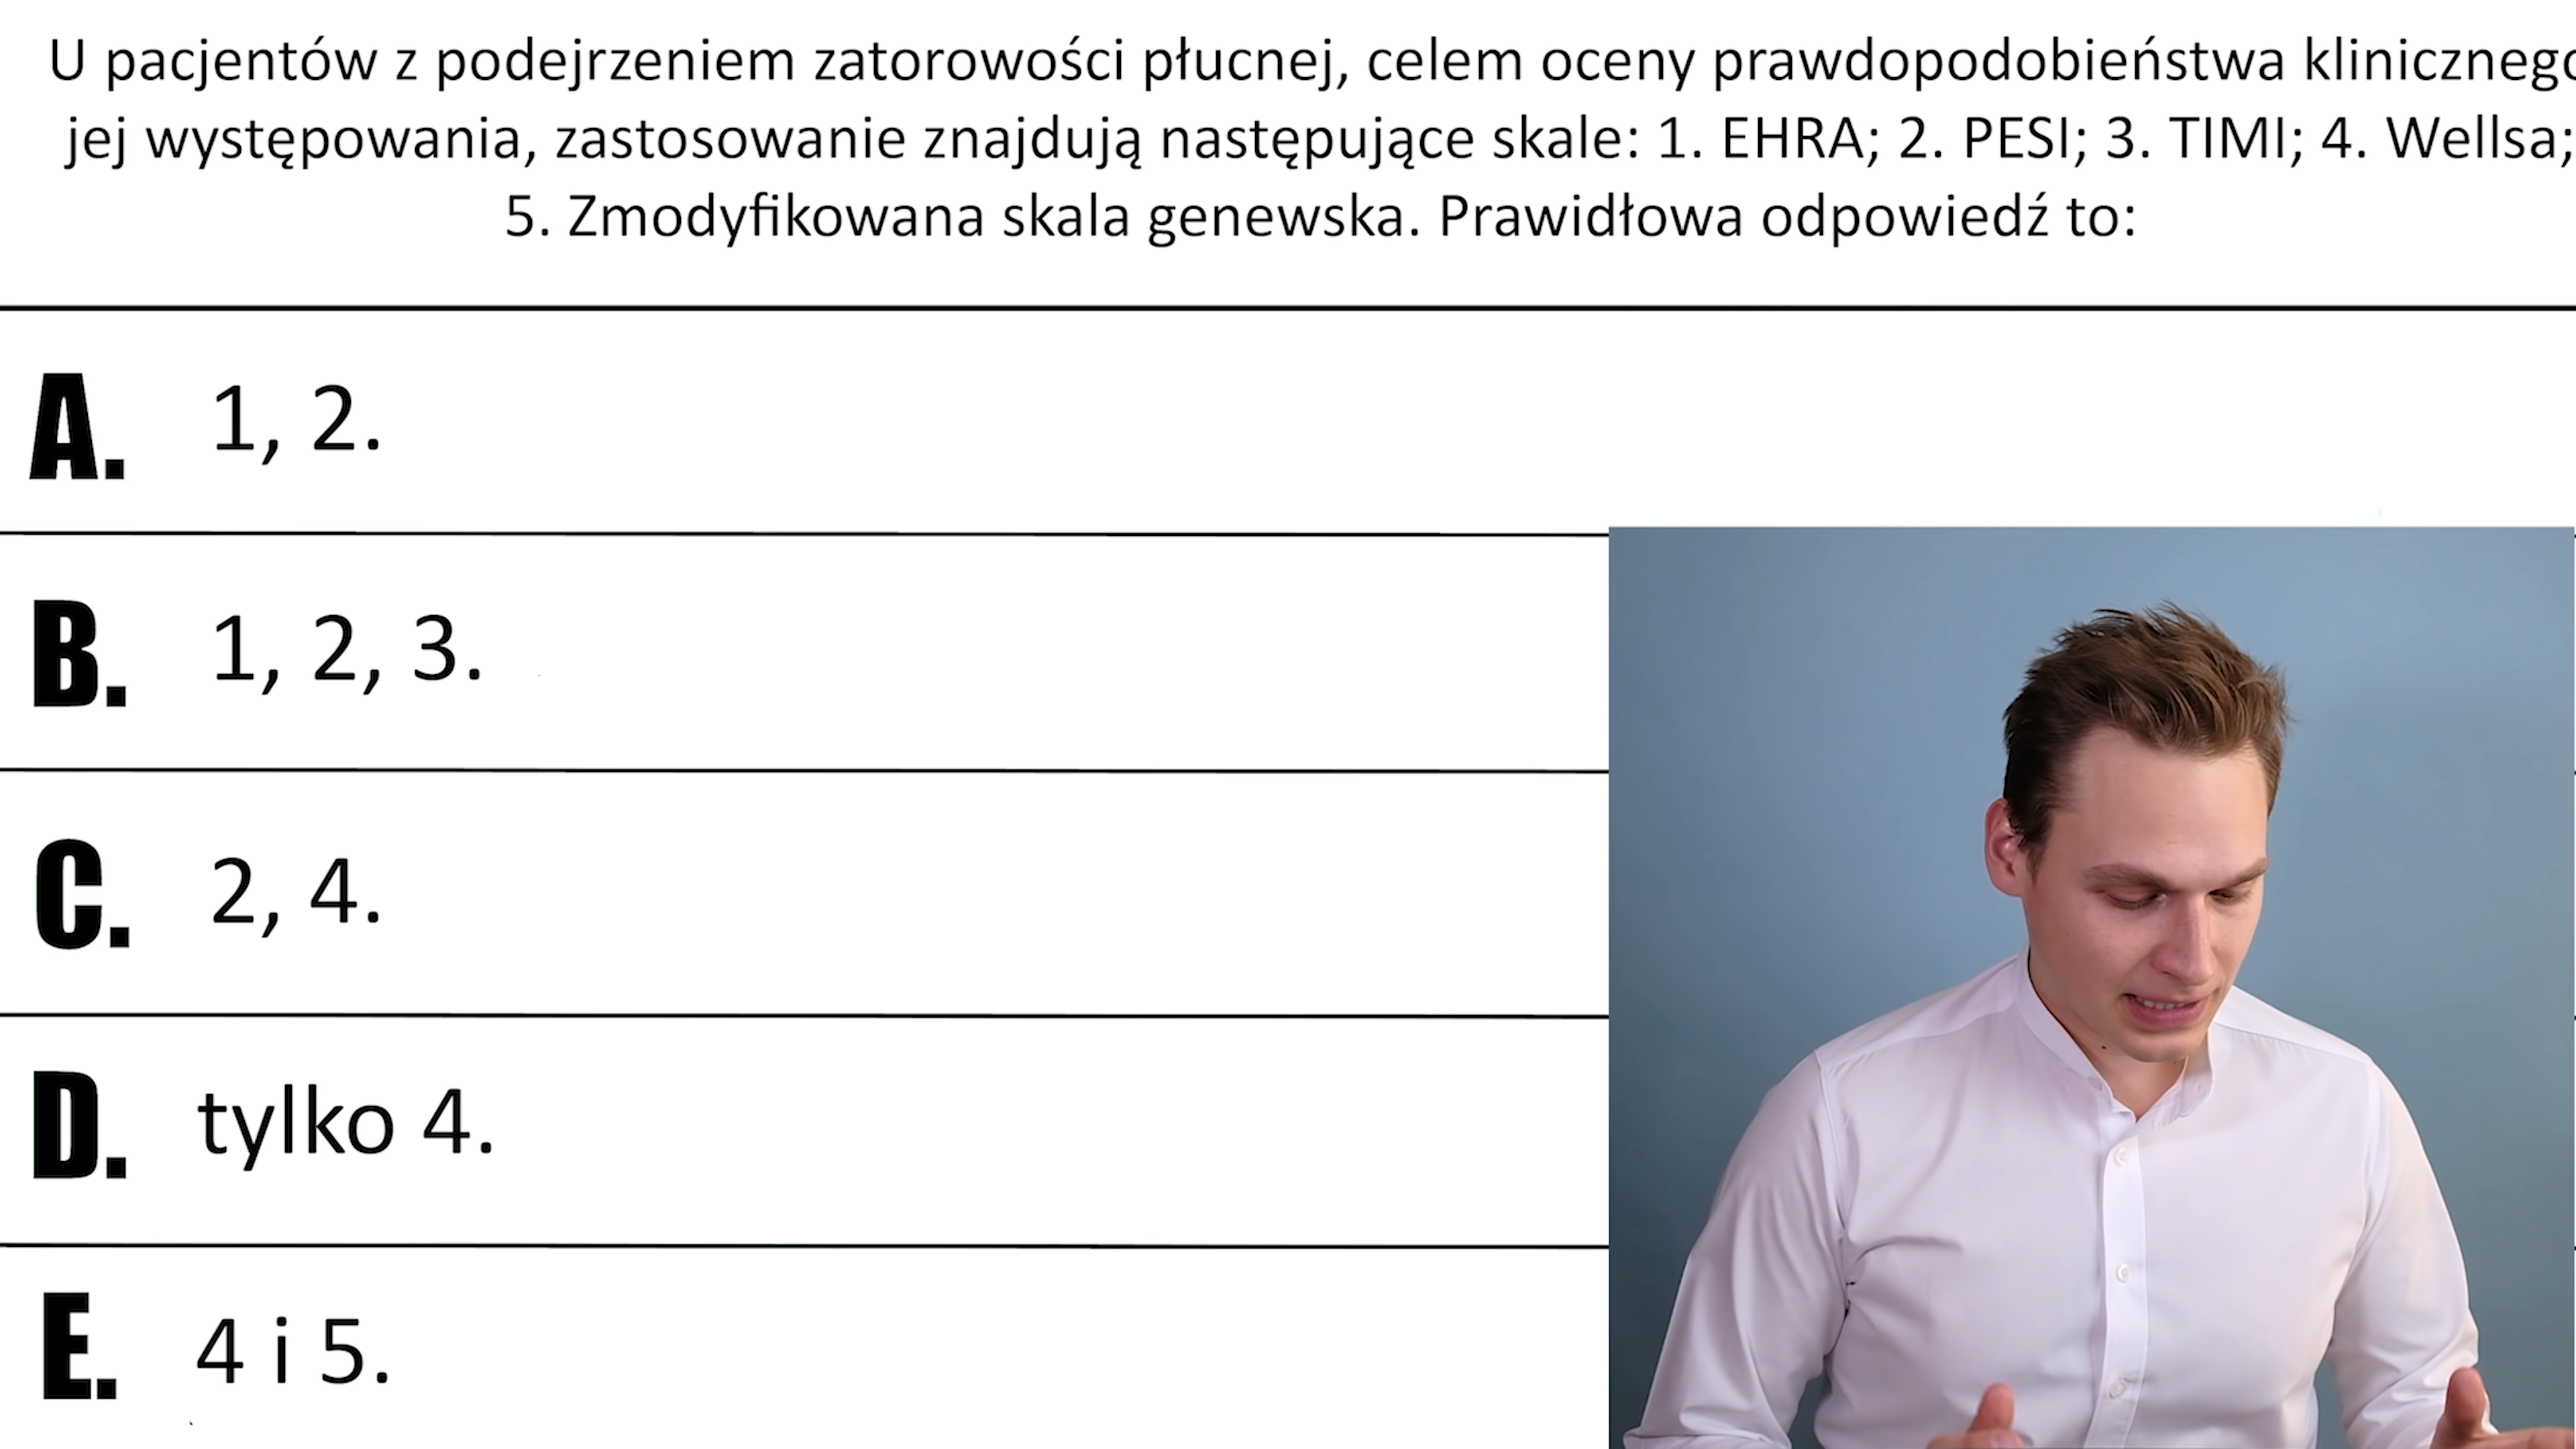 U pacjentów z podejrzeniem zatorowości płucnej, celem oceny prawdopodobieństwa kliniczneg
jej występowania, zastosowanie znajdują następujące skale: 1. EHRA; 2. PESI; 3. TIMI; 4. Wellsa;
5. Zmodyfikowana skala genewska. Prawidłowa odpowiedź to:
A. 1, 2.
B. 1, 2, 3.
C. 2, 4.
D. tylko 4.
E. 4 i 5.